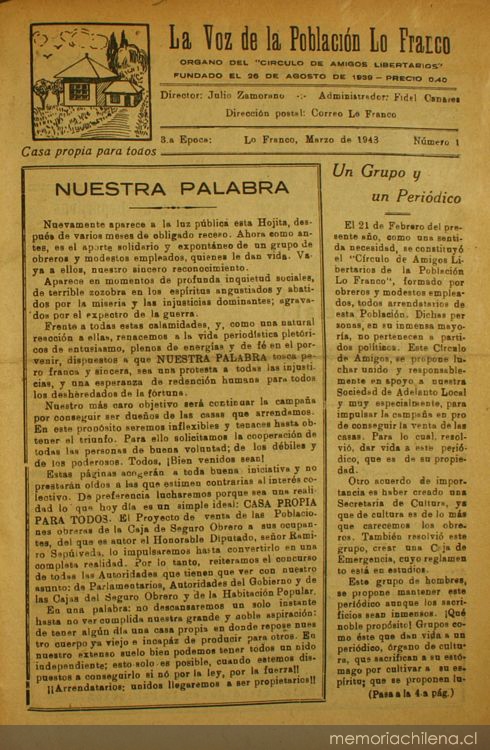 La Voz de la Población Lo Franco
ORGANO DEL "CIRCULO DE AMIGOS LIBERTARIOS"
FUNDADO EL 26 DE AGOSTO DE 1939 - PRECIO 0,40
Director: Julio Zamorano -:- Administrador: Fidel Cañares
Dirección postal: Correo Lo Franco
Casa propia para todos
3.a Epoca: Lo Franco, Marzo de 1943 Número 1
NUESTRA PALABRA
Nuevamente aparece a la luz pública esta Hojita, des-
pués de varios meses de obligado receso. Ahora como an-
tes, es el aporte solidario y expontáneo de un grupo de
obreros y modestos empleados, quienes le dan vida. Va-
ya a ellos, nuestro sincero reconocimiento.
Aparece en momentos de profunda inquietud sociales,
de terrible zozobra en los espíritus angustiados y abati-
dos por la miseria y las injusticias dominantes; agrava-
dos por el expectro de la guerra.
Frente a todas estas calamidades, y, como una natural
reacción a ellas, renacemos a la vida periodística pletóri-
cos de entusiasmo, plenos de energías y de fé en el por-
venir, dispuestos a que NUESTRA PALABRA tosca pe-
ro franca y sincera, sea una protesta a todas las injusti-
cias, y una esperanza de redención humana para todos
los desheredados de la fortuna.
Nuestro más caro objetivo será continuar la campaña
por conseguir ser dueños de las casas que arrendamos.
En este propósito seremos inflexibles y tenaces hasta ob-
tener el triunfo. Para ello solicitamos la cooperación de
todas las personas de buena voluntad; de los débiles y
de los poderosos. Todos, ¡Bien venidos sean!
Estas páginas acogerán a toda buena iniciativa y no
prestarán oídos a las que estimen contrarias al interés co-
lectivo. De preferencia lucharemos porque sea una reali-
dad lo que hoy día es un simple ideal: CASA PROPIA
PARA TODOS. El Proyecto de venta de las Poblacio-
nes obreras de la Caja de Seguro Obrero a sus ocupan-
tes, del que es autor el Honorable Diputado, señor Rami-
ro Sepúlveda, lo impulsaremos hasta convertirlo en una
completa realidad. Por lo tanto, reiteramos el concurso
de todas las Autoridades que tienen que ver con nuestro
asunto: de Parlamentarios, Autoridades del Gobierno y de
las Cajas del Seguro Obrero y de la Habitación Popular.
En una palabra: no descansaremos un solo instante
hasta no ver cumplida nuestra grande y noble aspiración:
de tener algún día una casa propia en donde repose nues
tro cuerpo ya viejo e incapáz de producir para otros. En
nuestro extenso suelo bien podemos tener todos un nido
independiente; esto solo es posible, cuando estemos dis-
puestos a conseguirlo si nó por la ley, por la fuerza!!
¡¡Arrendatarios: unidos llegaremos a ser propietarios!!
Un Grupo y
un Periódico
El 21 de Febrero del pre-
sente año, como una senti-
da necesidad, se constituyó
el "Círculo de Amigos Li-
bertarios de la Población
Lo Franco", formado por
obreros y modestos emplea-
dos, todos arrendatarios de
esta Población. Dichas per
sonas, en su inmensa mayo-
ría, no pertenecen a parti-
dos políticos. Este Círculo
de Amigos, se propone lu-
char unido y responsable-
mente en apoyo a nuestra
Sociedad de Adelanto Local
y muy especialmente, para
impulsar la campaña en pro
de conseguir la venta de las
casas. Para lo cual, resol-
vió, dar vida a este perió-
dico, que es de su propie-
dad.
Otro acuerdo de impor-
tancia es haber creado una
Secretaría de Cultura, ya
que de cultura es de lo más
que carecemos los obre-
ros. También resolvió este
grupo, crear una Caja de
Emergencia, cuyo reglamen
to está en estudios.
Este grupo de hombres,
se propone mantener este
periódico aunque los sacri-
ficios sean inmensos. ¡Qué
noble propósito! Grupos co-
mo éste que dan vida a un
periódico, órgano de cultu-
ra, que sacrifican a su estó-
mago por cultivar a su es-
píritu; que se proponen lu-
(Pasa a la 4.a pág.)
memoriachilena.cl